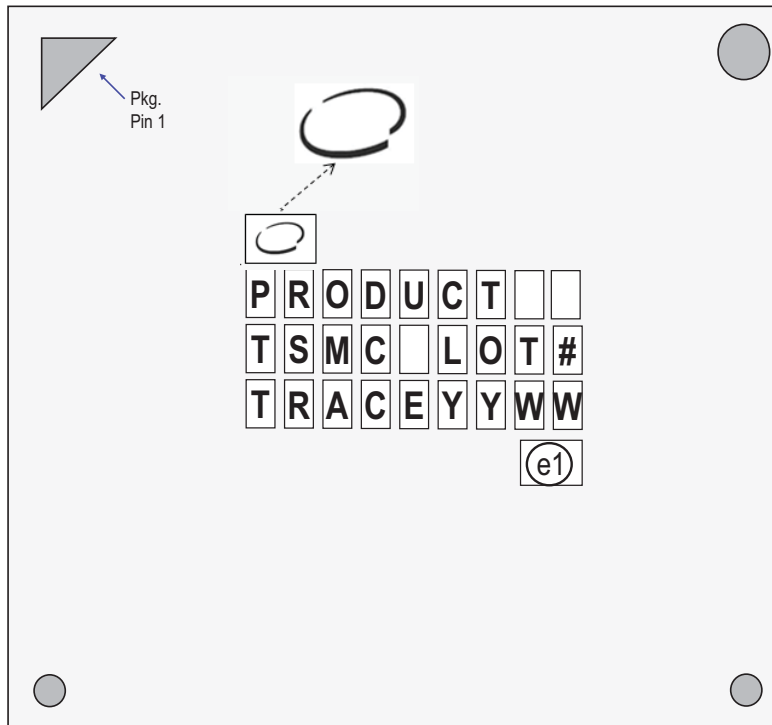 Pkg.
Pin 1
PRODUCT
TSMC LOT#
TRACEYYWW
e1